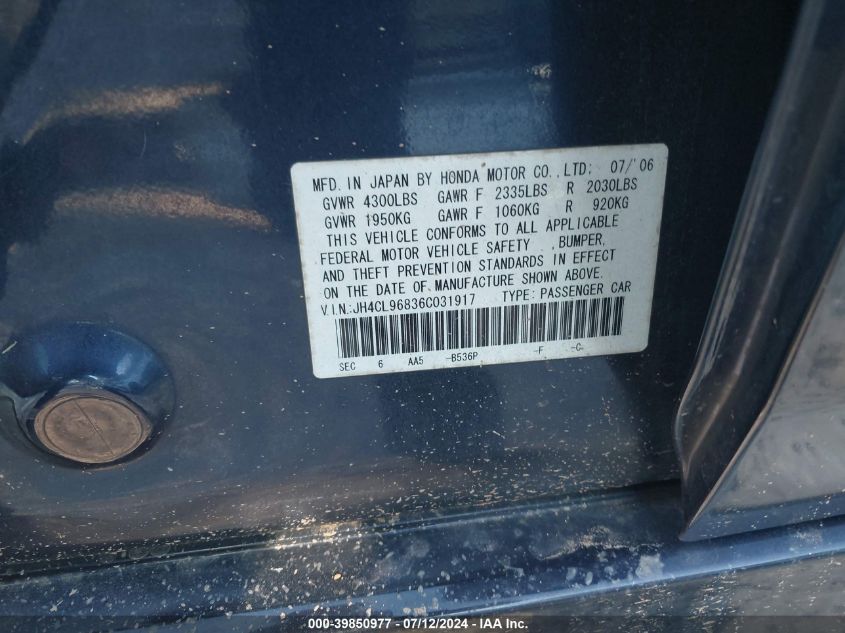 MFD. IN JAPAN BY HONDA MOTOR CO., LTD; 07/'06
GVWR 4300LBS GAWR F 2335LBS R 2030LBS
GVWR 1950KG GAWR F 1060KG R 920KG
THIS VEHICLE CONFORMS TO ALL APPLICABLE
FEDERAL MOTOR VEHICLE SAFETY , BUMPER,
AND THEFT PREVENTION STANDARDS IN EFFECT
ON THE DATE OF MANUFACTURE SHOWN ABOVE.
V.I.N.:JH4CL96836C031917 TYPE: PASSENGER CAR
SEC 6 AA5 -B536P -F -C-
000-39850977 - 07/12/2024 - IAA Inc.